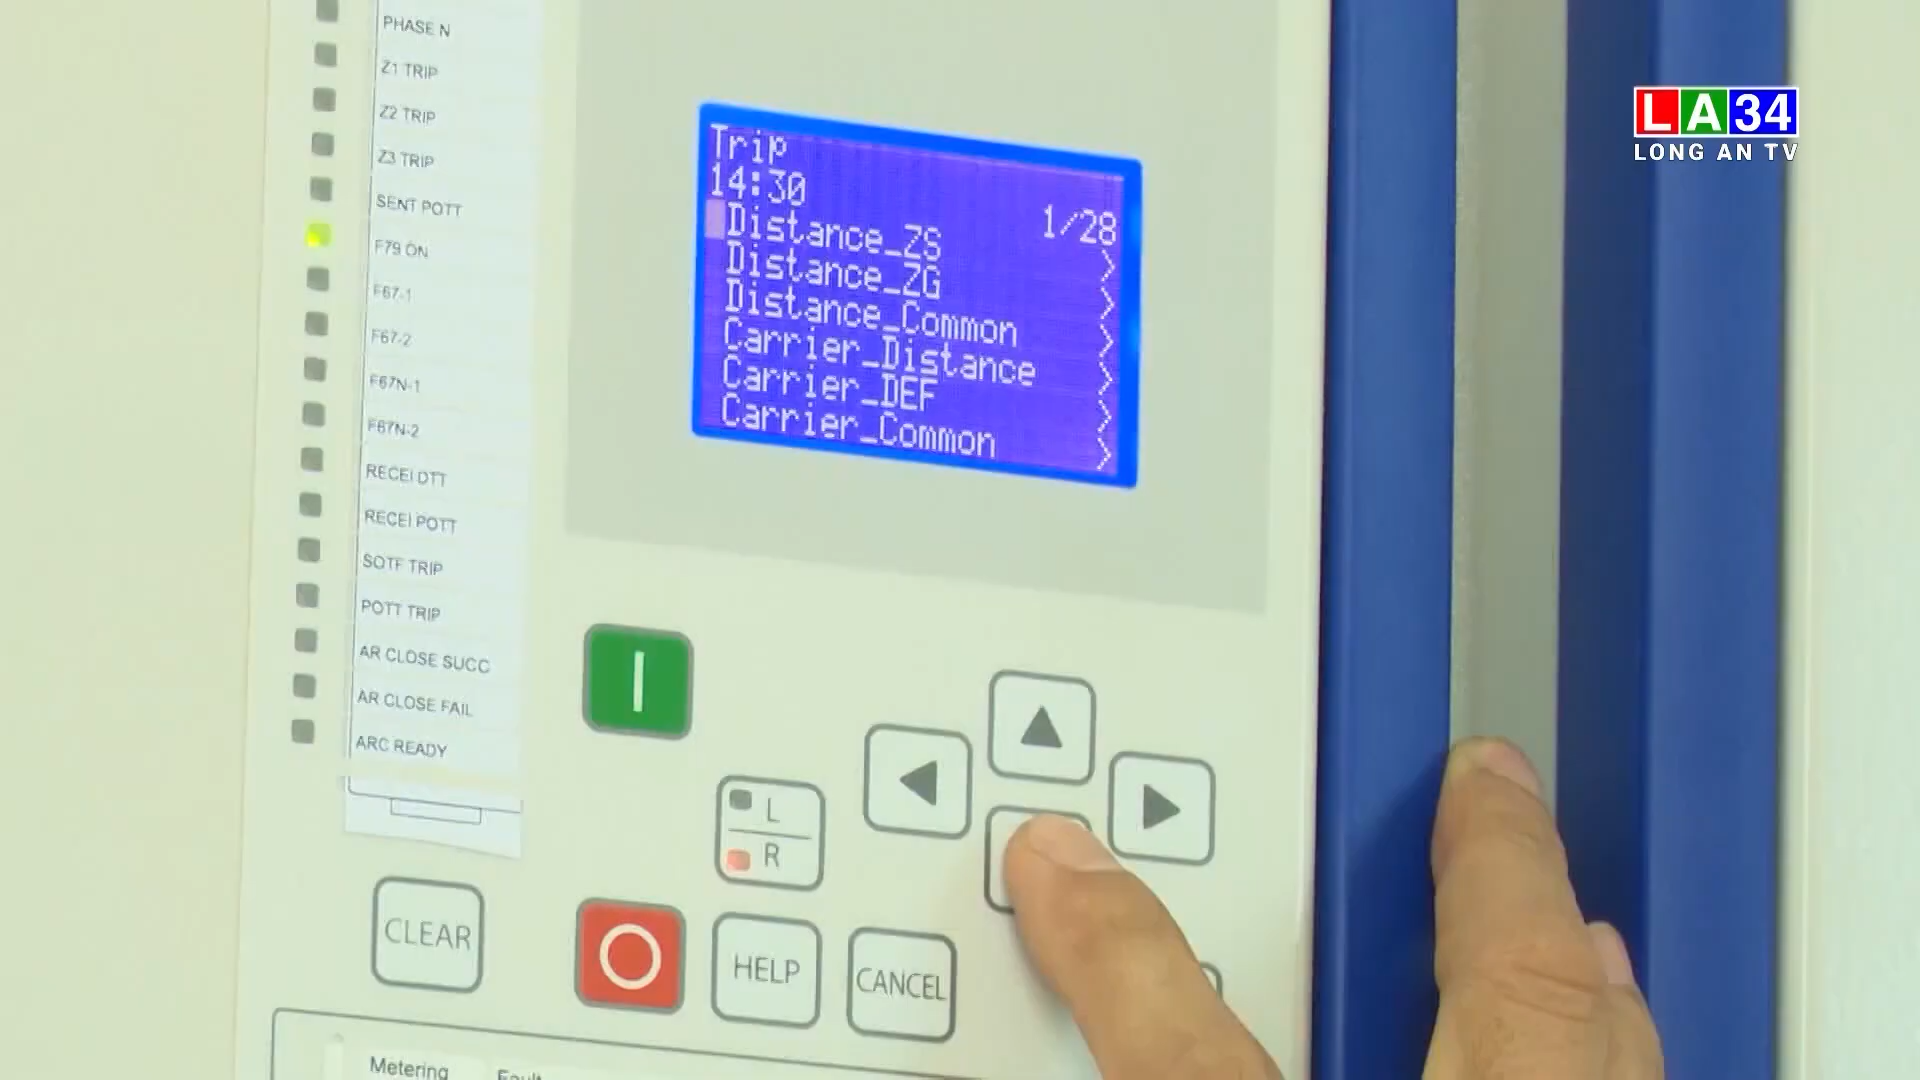 PHASE N
Z1 TRIP
Z2 TRIP
Z3 TRIP
SENT POTT
F79 ON
F67-1
F67-2
F67N-1
F67N-2
RECEI DTT
RECEI POTT
SOTF TRIP
POTT TRIP
AR CLOSE SUCC
AR CLOSE FAIL
ARC READY
Trip
14:30
1/28
Distance_ZS >
Distance_ZG >
Distance_Common >
Carrier_Distance >
Carrier_DEF >
Carrier_Common >
LA34
LONG AN TV
L
R
CLEAR
HELP
CANCEL
Metering